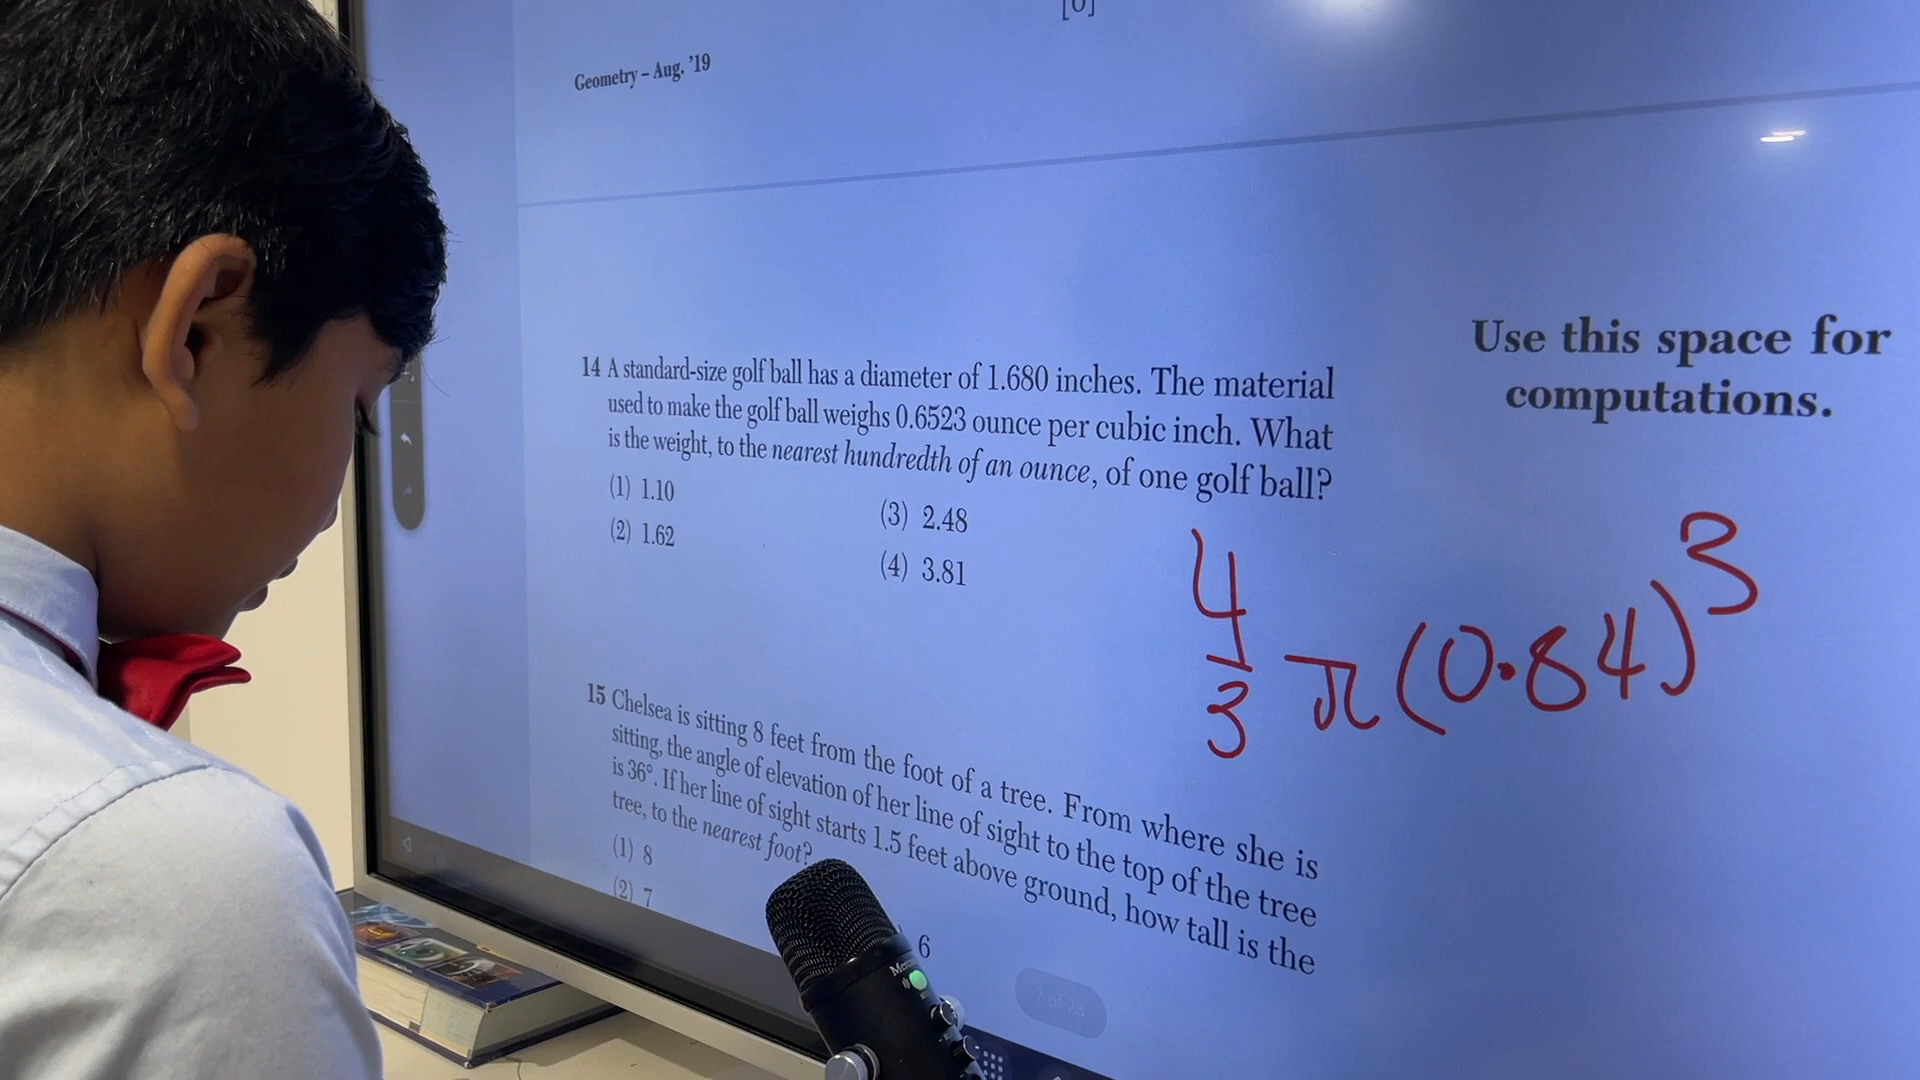 [0]
Geometry – Aug. ’19
Use this space for
computations.
14 A standard-size golf ball has a diameter of 1.680 inches. The material
used to make the golf ball weighs 0.6523 ounce per cubic inch. What
is the weight, to the nearest hundredth of an ounce, of one golf ball?
(1) 1.10
(2) 1.62
(3) 2.48
(4) 3.81
4/3 π(0.84)³
15 Chelsea is sitting 8 feet from the foot of a tree. From where she is
sitting, the angle of elevation of her line of sight to the top of the tree
is 36°. If her line of sight starts 1.5 feet above ground, how tall is the
tree, to the nearest foot?
(1) 8
(2) 7
6
7 of 28